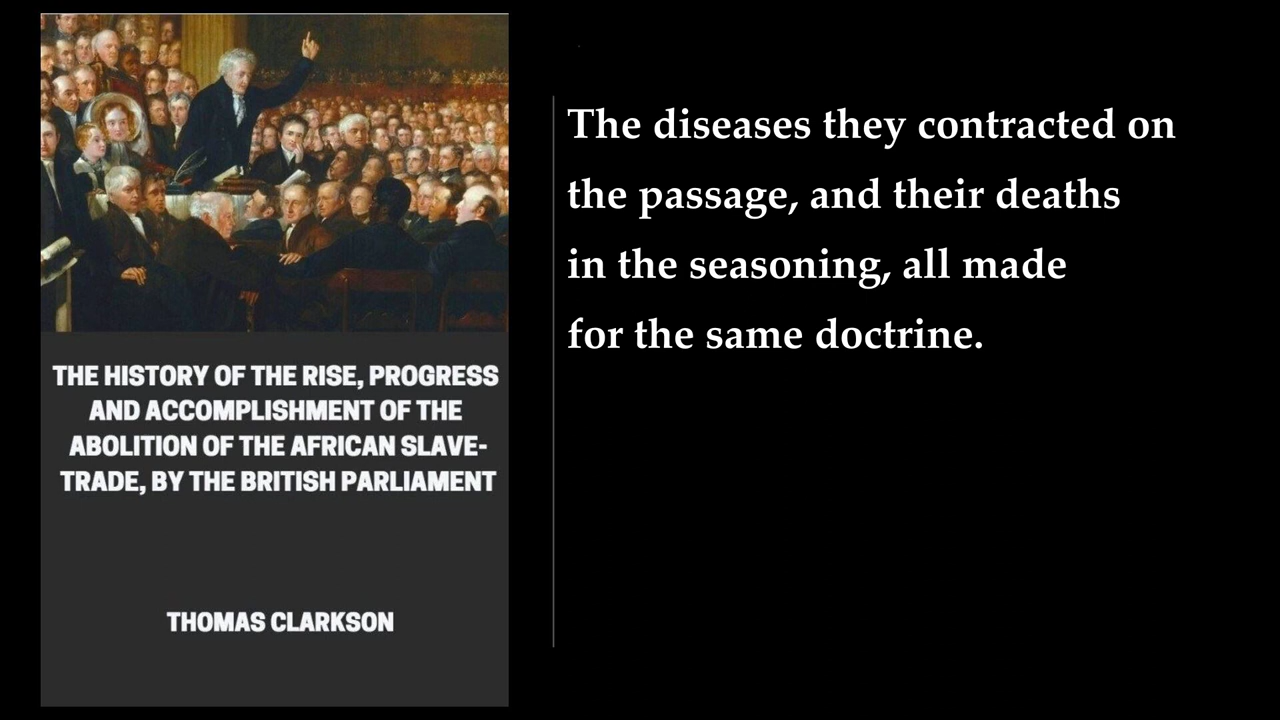 THE HISTORY OF THE RISE, PROGRESS
AND ACCOMPLISHMENT OF THE
ABOLITION OF THE AFRICAN SLAVE-
TRADE, BY THE BRITISH PARLIAMENT
THOMAS CLARKSON
The diseases they contracted on
the passage, and their deaths
in the seasoning, all made
for the same doctrine.